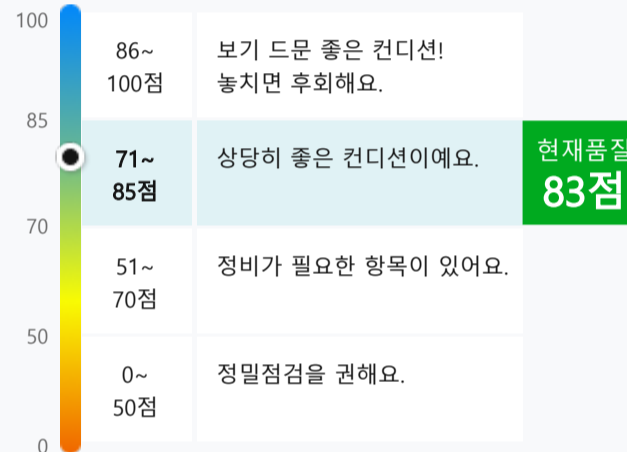 100
86~
100점
보기 드문 좋은 컨디션!
놓치면 후회해요.
85
71~
85점
상당히 좋은 컨디션이예요.
현재품질
83점
70
51~
70점
정비가 필요한 항목이 있어요.
50
0~
50점
정밀점검을 권해요.
0